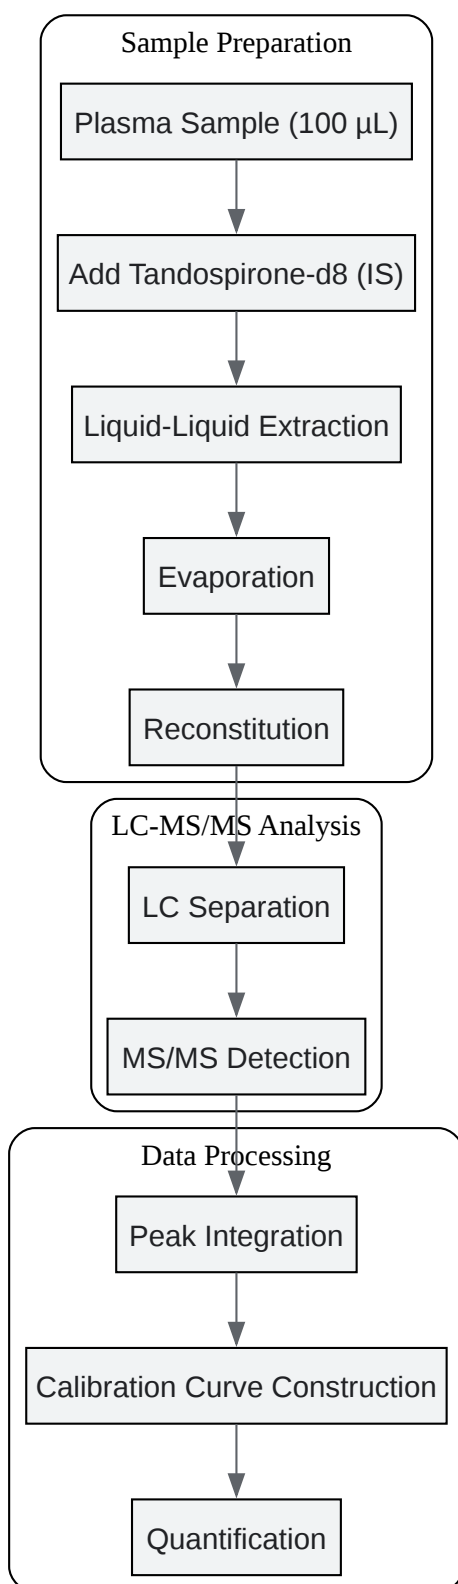 Sample Preparation
Plasma Sample (100 µL)
Add Tandospirone-d8 (IS)
Liquid-Liquid Extraction
Evaporation
Reconstitution
LC-MS/MS Analysis
LC Separation
MS/MS Detection
Data Processing
Peak Integration
Calibration Curve Construction
Quantification